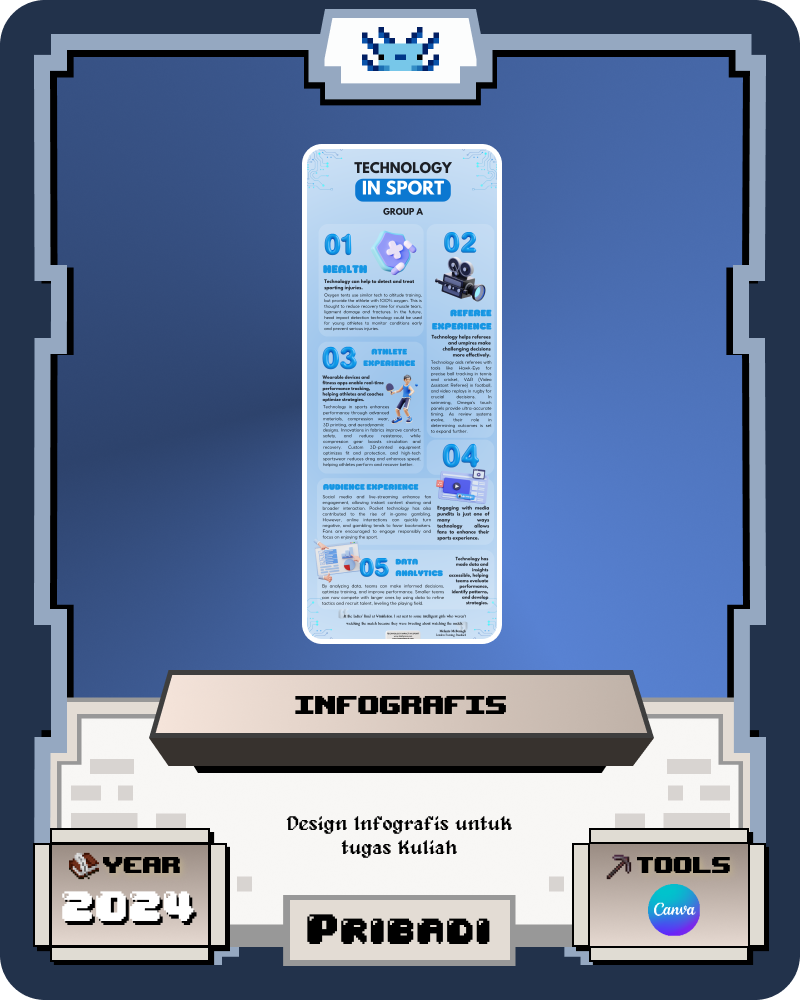 TECHNOLOGY
IN SPORT
GROUP A
01
HEALTH
Technology can help to detect and treat
sporting injuries.
Oxygen tents use similar tech to altitude training,
but provide the athlete with 100% oxygen. This is
thought to reduce recovery time for muscle tears,
ligament damage and fractures. In the future,
head impact detection technology could be used
for young athletes to monitor conditions early
and prevent serious injuries.
02
REFEREE
EXPERIENCE
Technology helps referees
and umpires make
challenging decisions
more effectively.
Technology aids referees with
tools like Hawk-Eye for
precise ball tracking in tennis
and cricket, VAR (Video
Assistant Referee) in football,
and video replays in rugby for
crucial decisions. In
swimming, Omega's touch
panels provide ultra-accurate
timing. As review systems
evolve, their role in
determining outcomes is set
to expand further.
03
ATHLETE
EXPERIENCE
Wearable devices and
fitness apps enable real-time
performance tracking,
helping athletes and coaches
optimize strategies.
Technology in sports enhances
performance through advanced
materials, compression wear,
3D printing, and aerodynamic
designs. Innovations in fabrics improve comfort,
safety, and reduce resistance, while
compression gear boosts circulation and
recovery. Custom 3D-printed equipment
optimizes fit and protection, and high-tech
sportswear reduces drag and enhances speed,
helping athletes perform and recover better.
04
AUDIENCE EXPERIENCE
Social media and live-streaming enhance fan
engagement, allowing instant content sharing and
broader interaction. Pocket technology has also
contributed to the rise of in-game gambling.
However, online interactions can quickly turn
negative, and gambling tends to favor bookmakers.
Fans are encouraged to engage responsibly and
focus on enjoying the sport.
Engaging with media
pundits is just one of
many ways
technology allows
fans to enhance their
sports experience.
05
DATA
ANALYTICS
Technology has
made data and
insights
accessible, helping
teams evaluate
performance,
identify patterns,
and develop
strategies.
By analyzing data, teams can make informed decisions,
optimize training, and improve performance. Smaller teams
can now compete with larger ones by using data to refine
tactics and recruit talent, leveling the playing field.
At the ladies' final at Wimbledon, I sat next to some intelligent girls who weren't
watching the match because they were tweeting about watching the match.
INFOGRAFIS
Design Infografis untuk
tugas Kuliah
YEAR
2024
PRIBADI
TOOLS
Canva